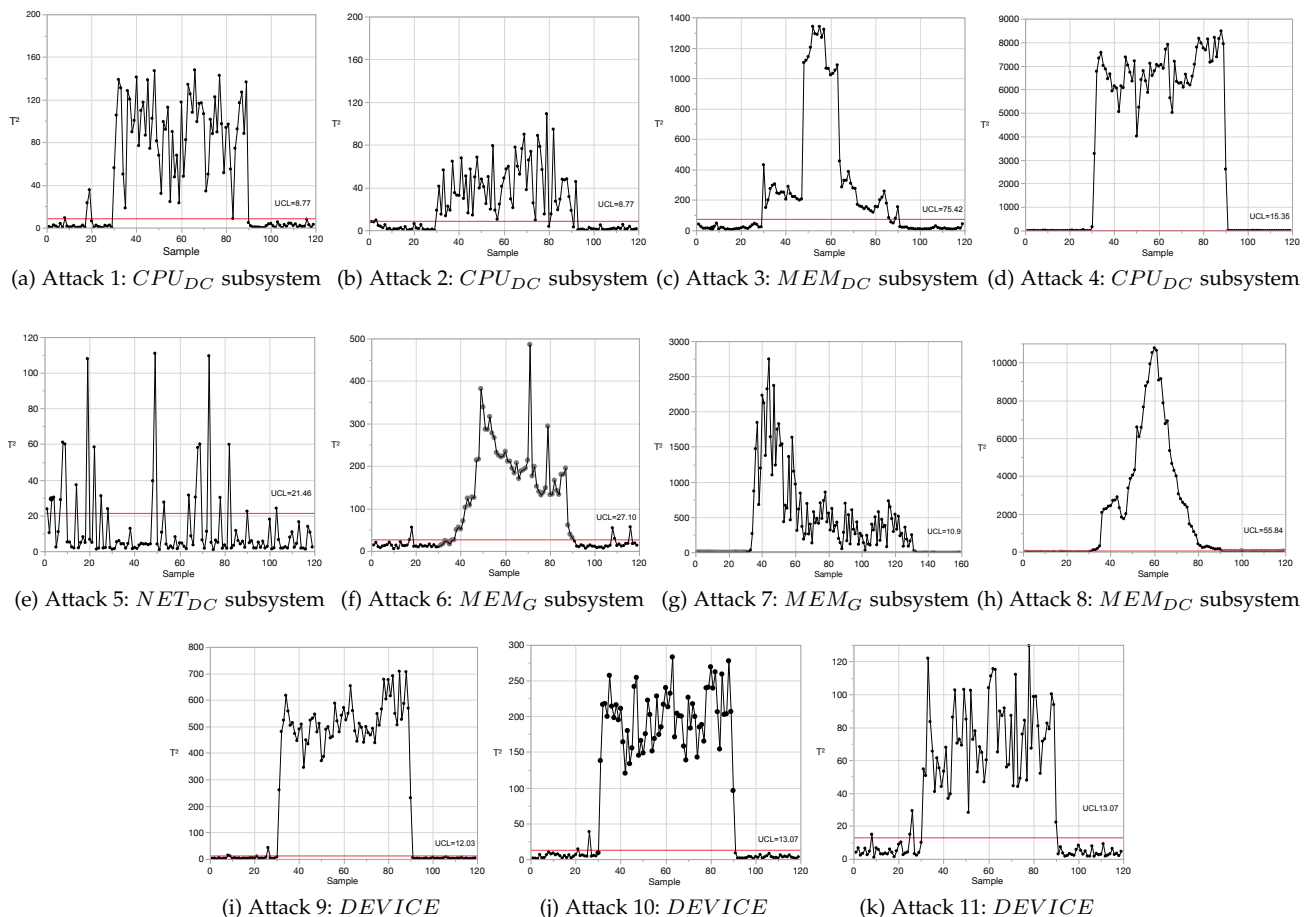 200
160
120
80
40
0
T²
UCL=8.77
0 20 40 60 80 100 120
Sample
(a) Attack 1: CPU_DC subsystem
200
160
120
80
40
0
T²
UCL=8.77
0 20 40 60 80 100 120
Sample
(b) Attack 2: CPU_DC subsystem
1400
1200
1000
800
600
400
200
0
T²
UCL=75.42
0 20 40 60 80 100 120
Sample
(c) Attack 3: MEM_DC subsystem
9000
8000
7000
6000
5000
4000
3000
2000
1000
0
T²
UCL=15.35
0 20 40 60 80 100 120
Sample
(d) Attack 4: CPU_DC subsystem
120
100
80
60
40
20
0
T²
UCL=21.46
0 20 40 60 80 100 120
Sample
(e) Attack 5: NET_DC subsystem
500
400
300
200
100
0
T²
UCL=27.10
0 20 40 60 80 100 120
Sample
(f) Attack 6: MEM_G subsystem
3000
2500
2000
1500
1000
500
0
T²
UCL=10.9
0 20 40 60 80 100 120 140 160
Sample
(g) Attack 7: MEM_G subsystem
10000
8000
6000
4000
2000
0
T²
UCL=55.84
0 20 40 60 80 100 120
Sample
(h) Attack 8: MEM_DC subsystem
800
700
600
500
400
300
200
100
0
T²
UCL=12.03
0 20 40 60 80 100 120
Sample
(i) Attack 9: DEVICE
300
250
200
150
100
50
0
T²
UCL=13.07
0 20 40 60 80 100 120
Sample
(j) Attack 10: DEVICE
120
100
80
60
40
20
0
T²
UCL13.07
0 20 40 60 80 100 120
Sample
(k) Attack 11: DEVICE